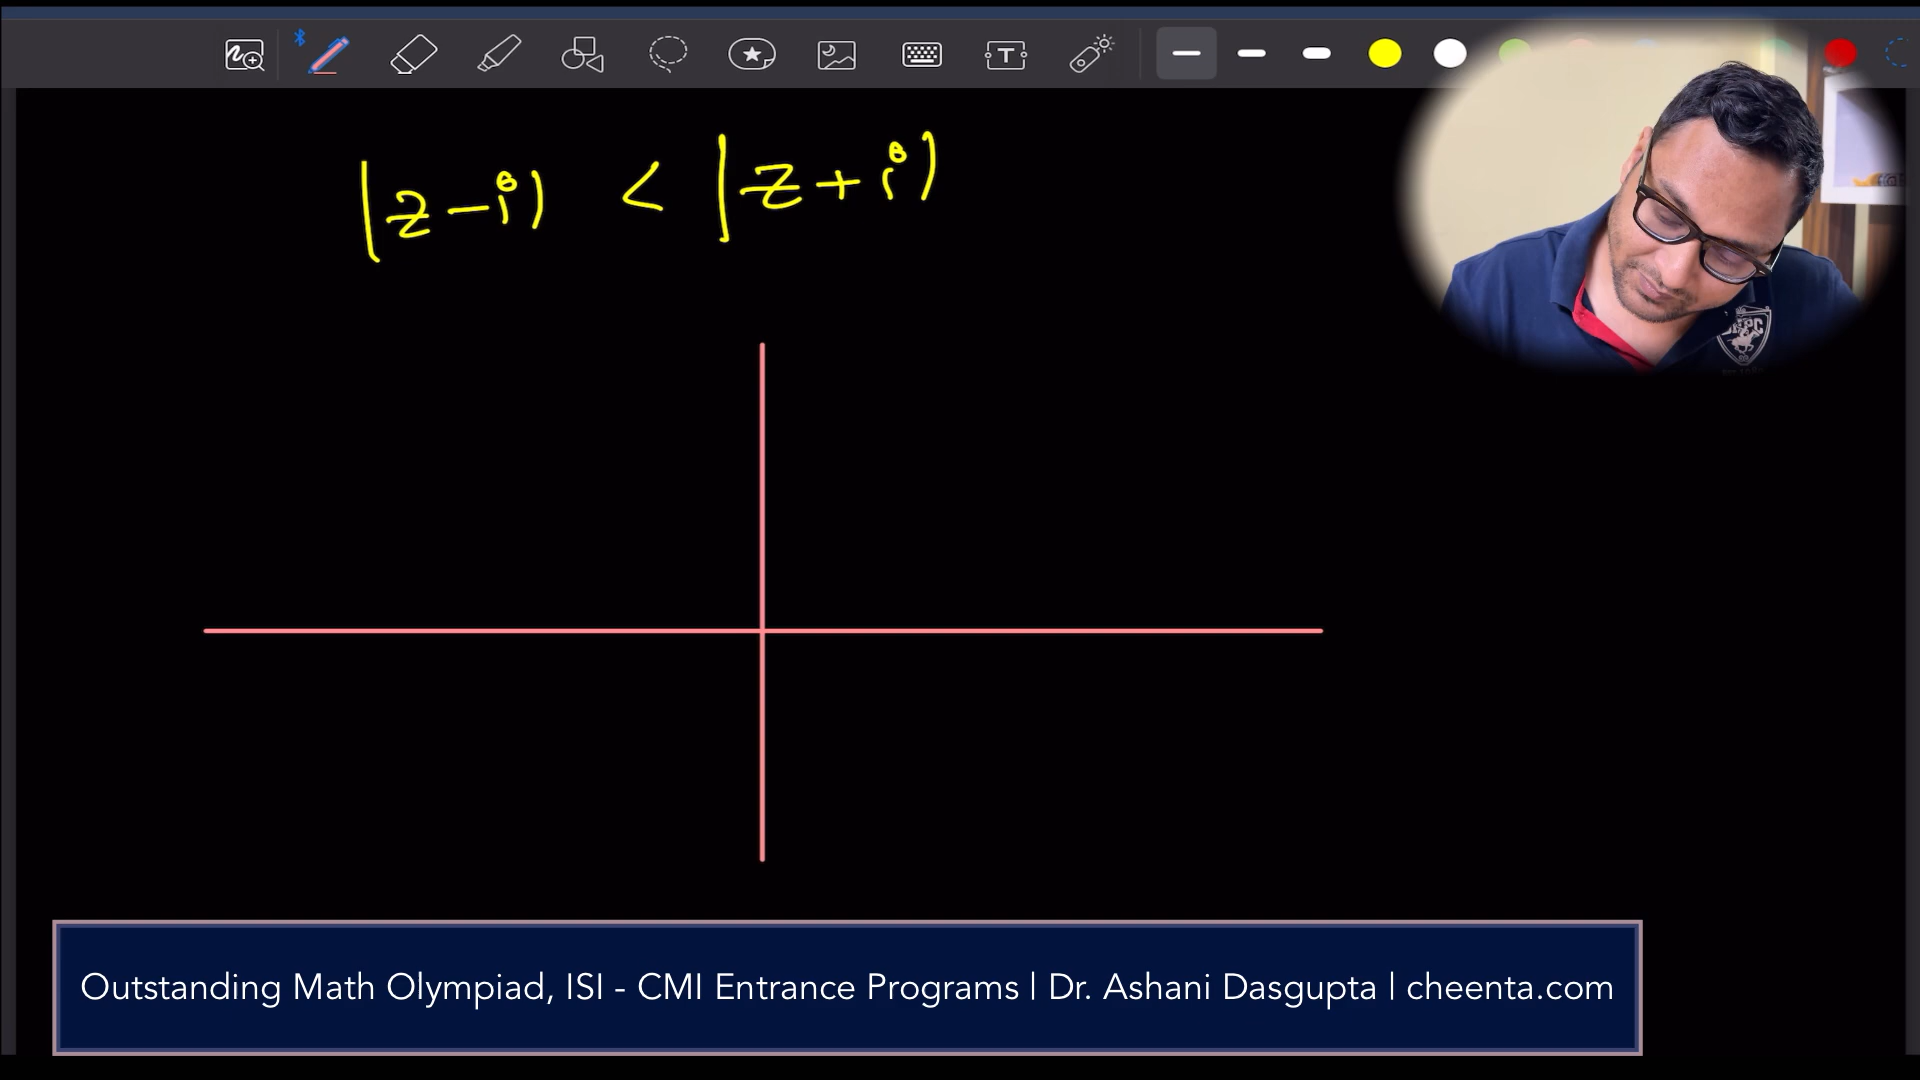 |z-i| < |z+i|
Outstanding Math Olympiad, ISI - CMI Entrance Programs | Dr. Ashani Dasgupta | cheenta.com